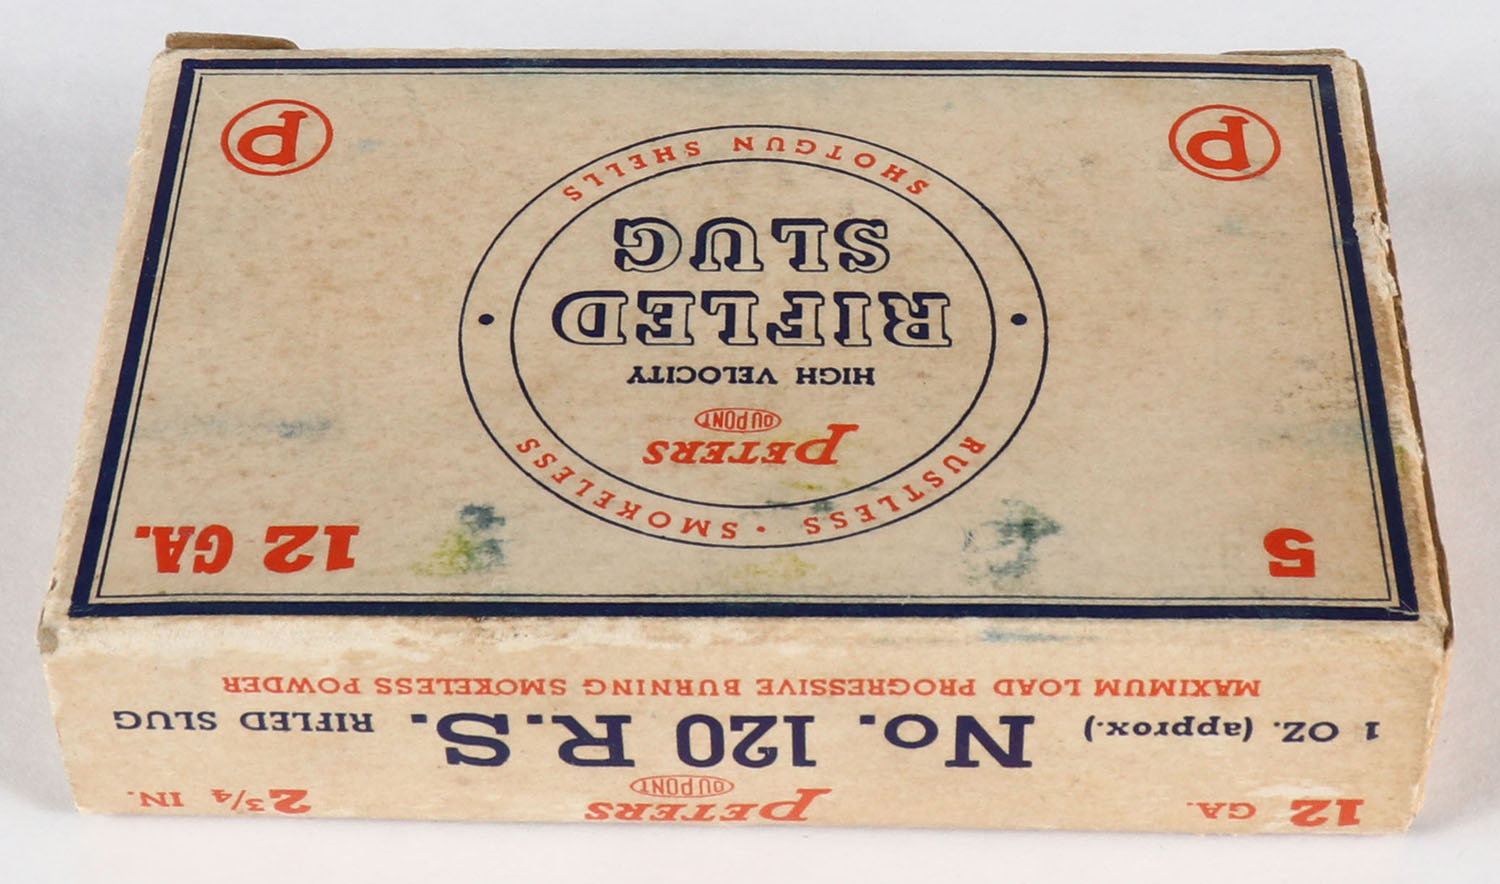 5 12 GA.
RUSTLESS · SMOKELESS
PETERS
DU PONT
HIGH VELOCITY
RIFLED
SLUG
SHOTGUN SHELLS
P P
12 GA. PETERS 2 3/4 IN.
DU PONT
1 OZ. (approx.) No. 120 R.S. RIFLED SLUG
MAXIMUM LOAD PROGRESSIVE BURNING SMOKELESS POWDER